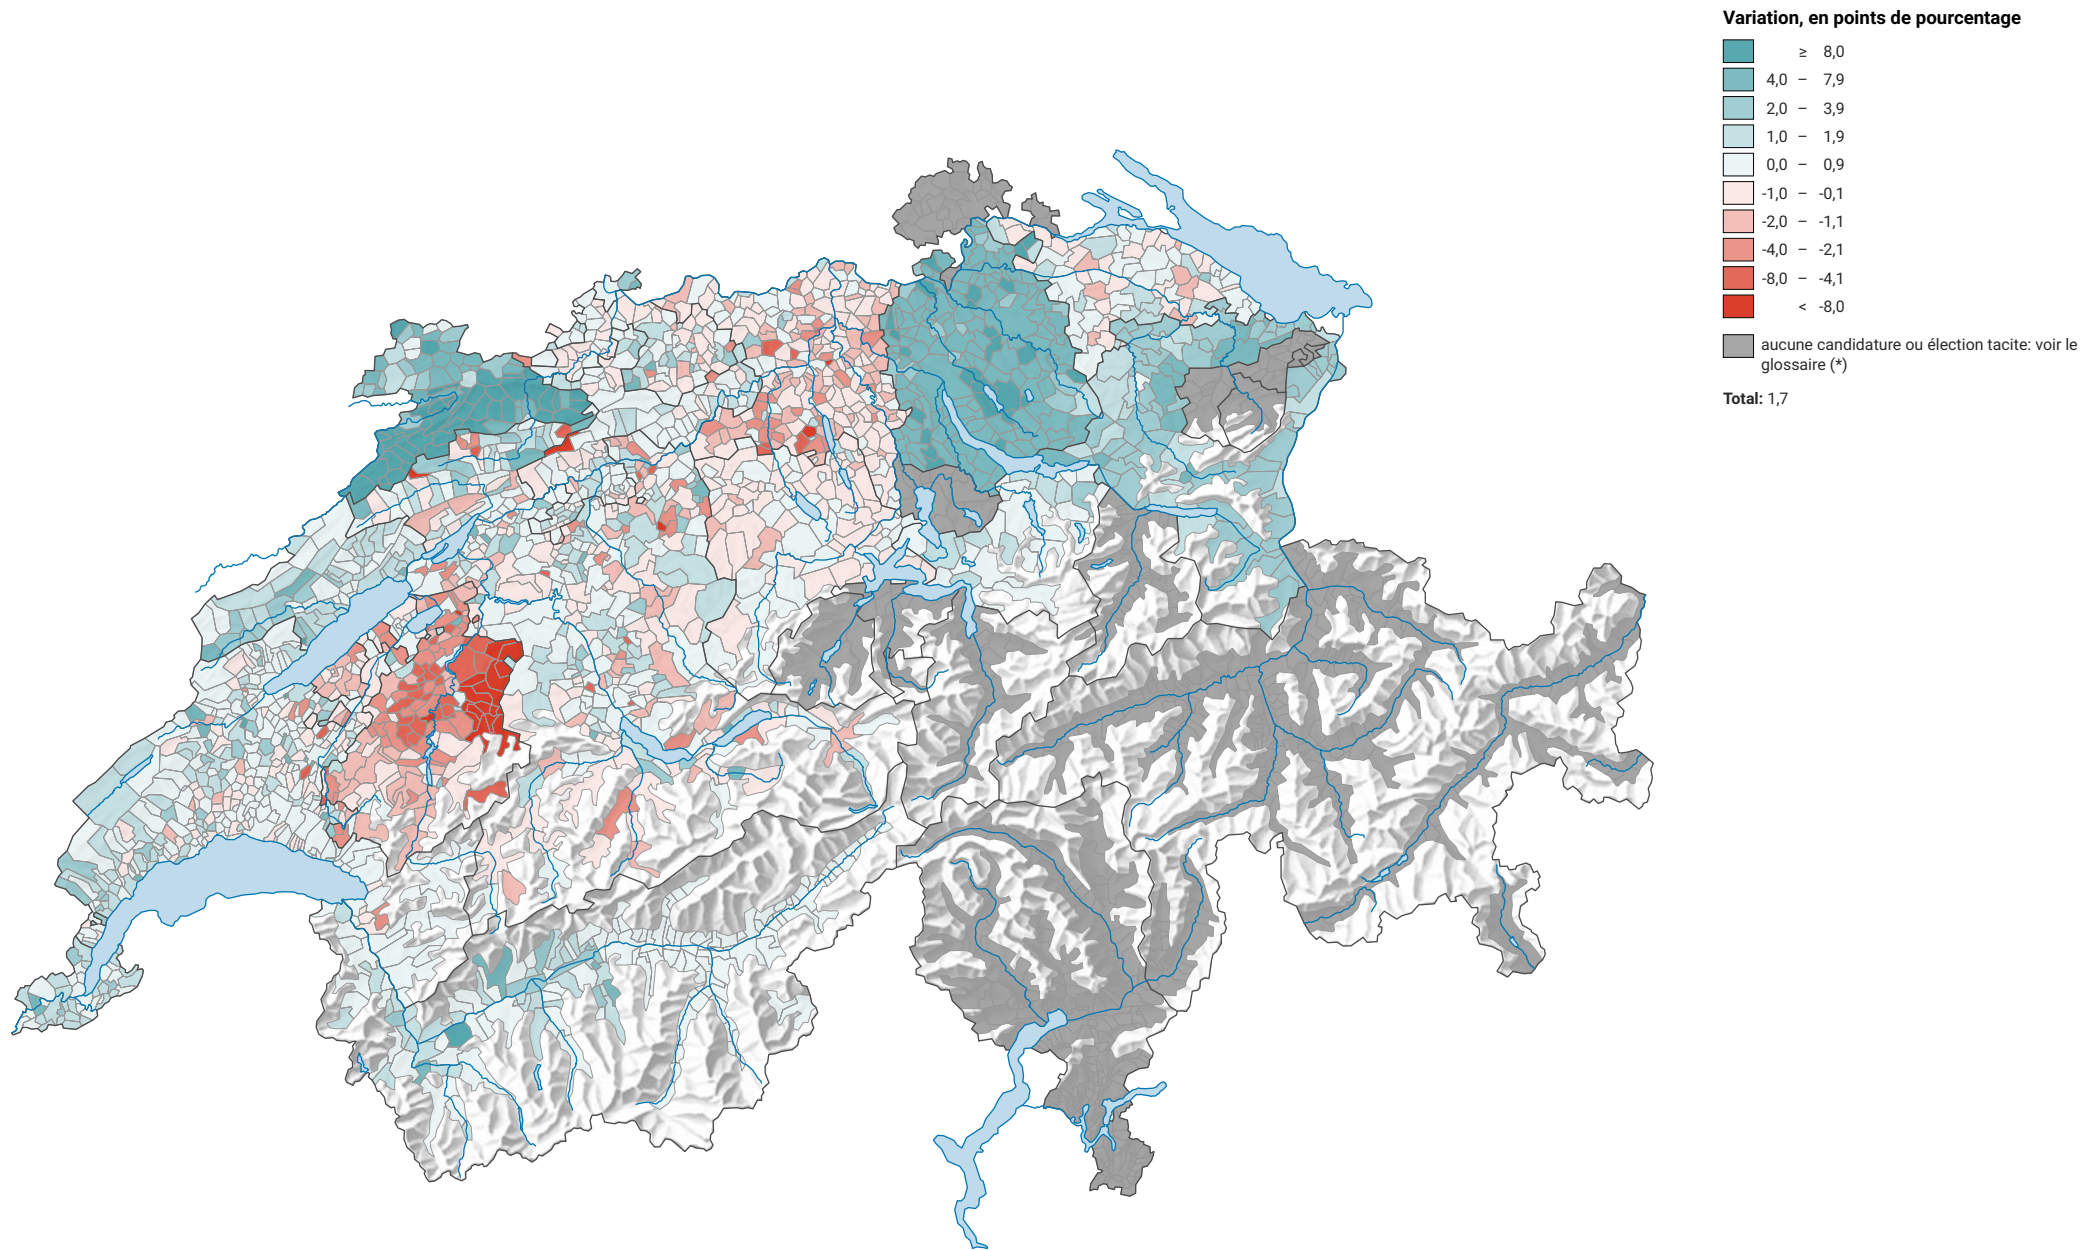 Variation, en points de pourcentage
≥ 8,0
4,0 – 7,9
2,0 – 3,9
1,0 – 1,9
0,0 – 0,9
-1,0 – -0,1
-2,0 – -1,1
-4,0 – -2,1
-8,0 – -4,1
< -8,0
aucune candidature ou élection tacite: voir le
glossaire (*)
Total: 1,7